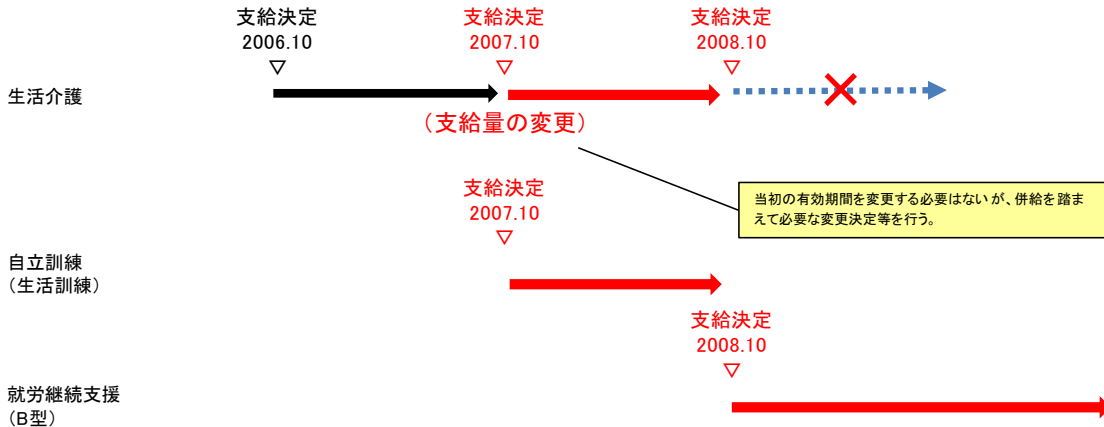 支給決定
2006.10
▽
支給決定
2007.10
▽
支給決定
2008.10
▽
生活介護
（支給量の変更）
当初の有効期間を変更する必要はないが、併給を踏ま
えて必要な変更決定等を行う。
支給決定
2007.10
▽
自立訓練
（生活訓練）
支給決定
2008.10
▽
就労継続支援
（B型）